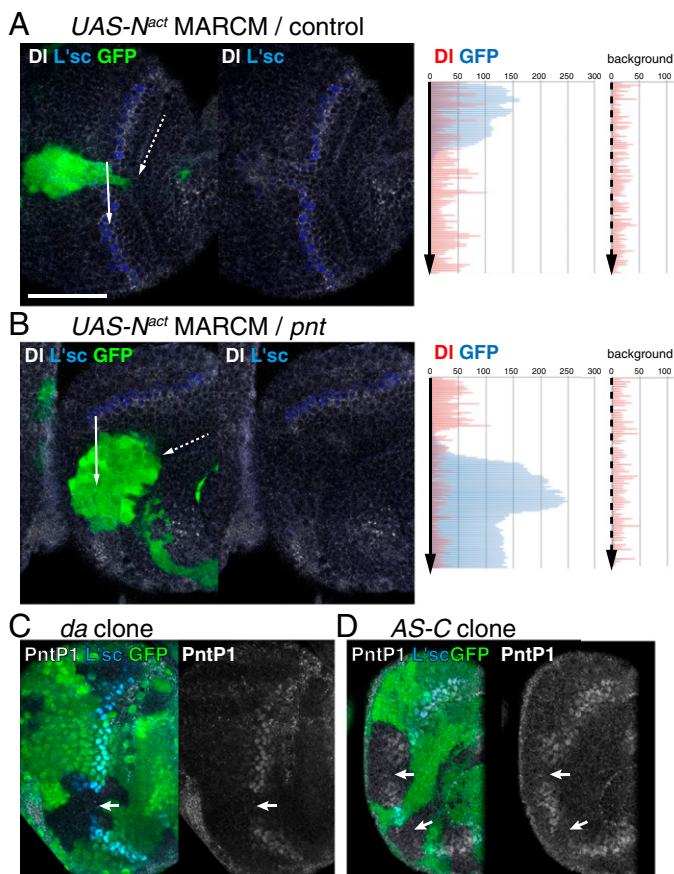 A UAS-Nact MARCM / control
Dl L'sc GFP
Dl L'sc
Dl GFP
background
0 50 100 150 200 250 300
0 50 100
B UAS-Nact MARCM / pnt
Dl L'sc GFP
Dl L'sc
Dl GFP
background
0 50 100 150 200 250 300
0 50 100
C da clone
PntP1 L'sc GFP
PntP1
D AS-C clone
PntP1 L'scGFP
PntP1